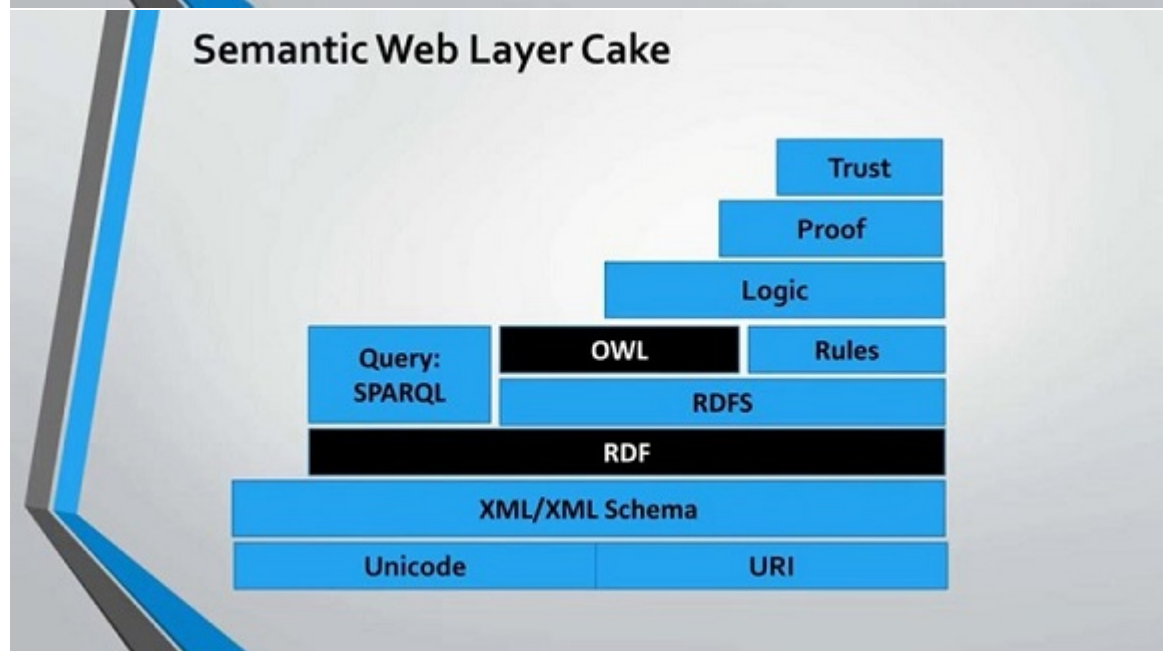 Semantic Web Layer Cake
Trust
Proof
Logic
Query:
SPARQL
OWL
Rules
RDFS
RDF
XML/XML Schema
Unicode
URI